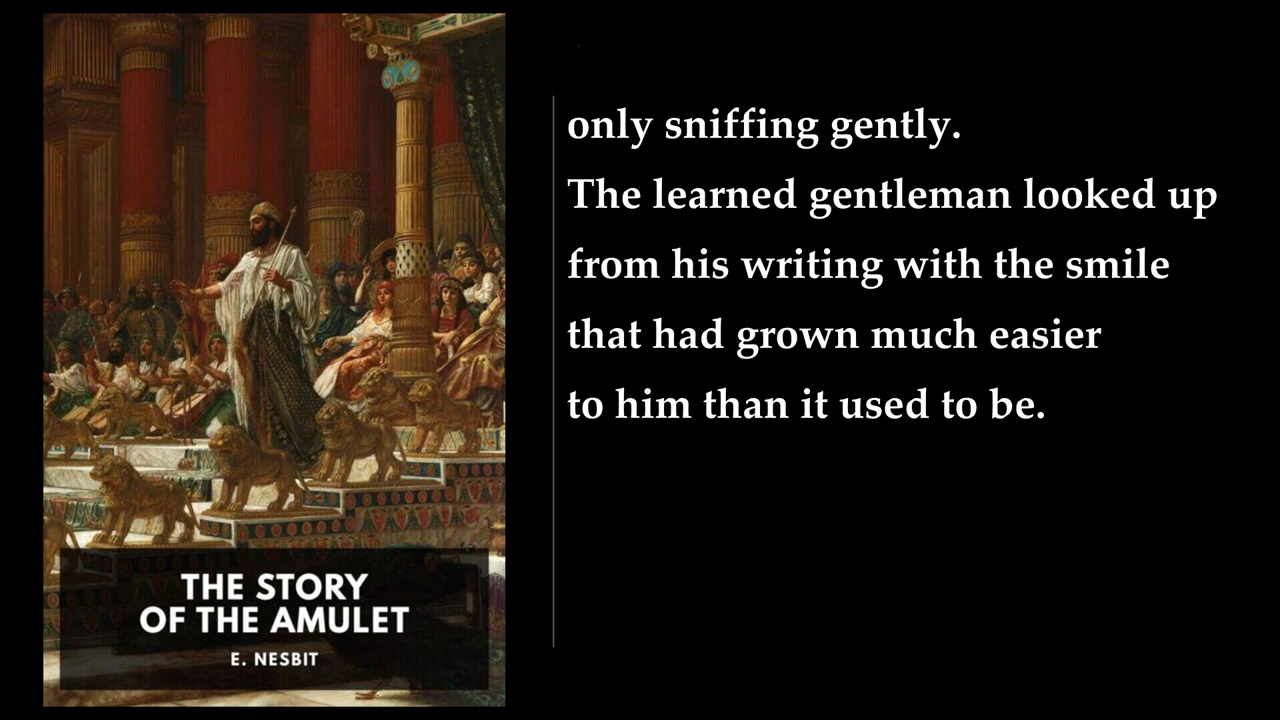 only sniffing gently.
The learned gentleman looked up
from his writing with the smile
that had grown much easier
to him than it used to be.
THE STORY
OF THE AMULET
E. NESBIT